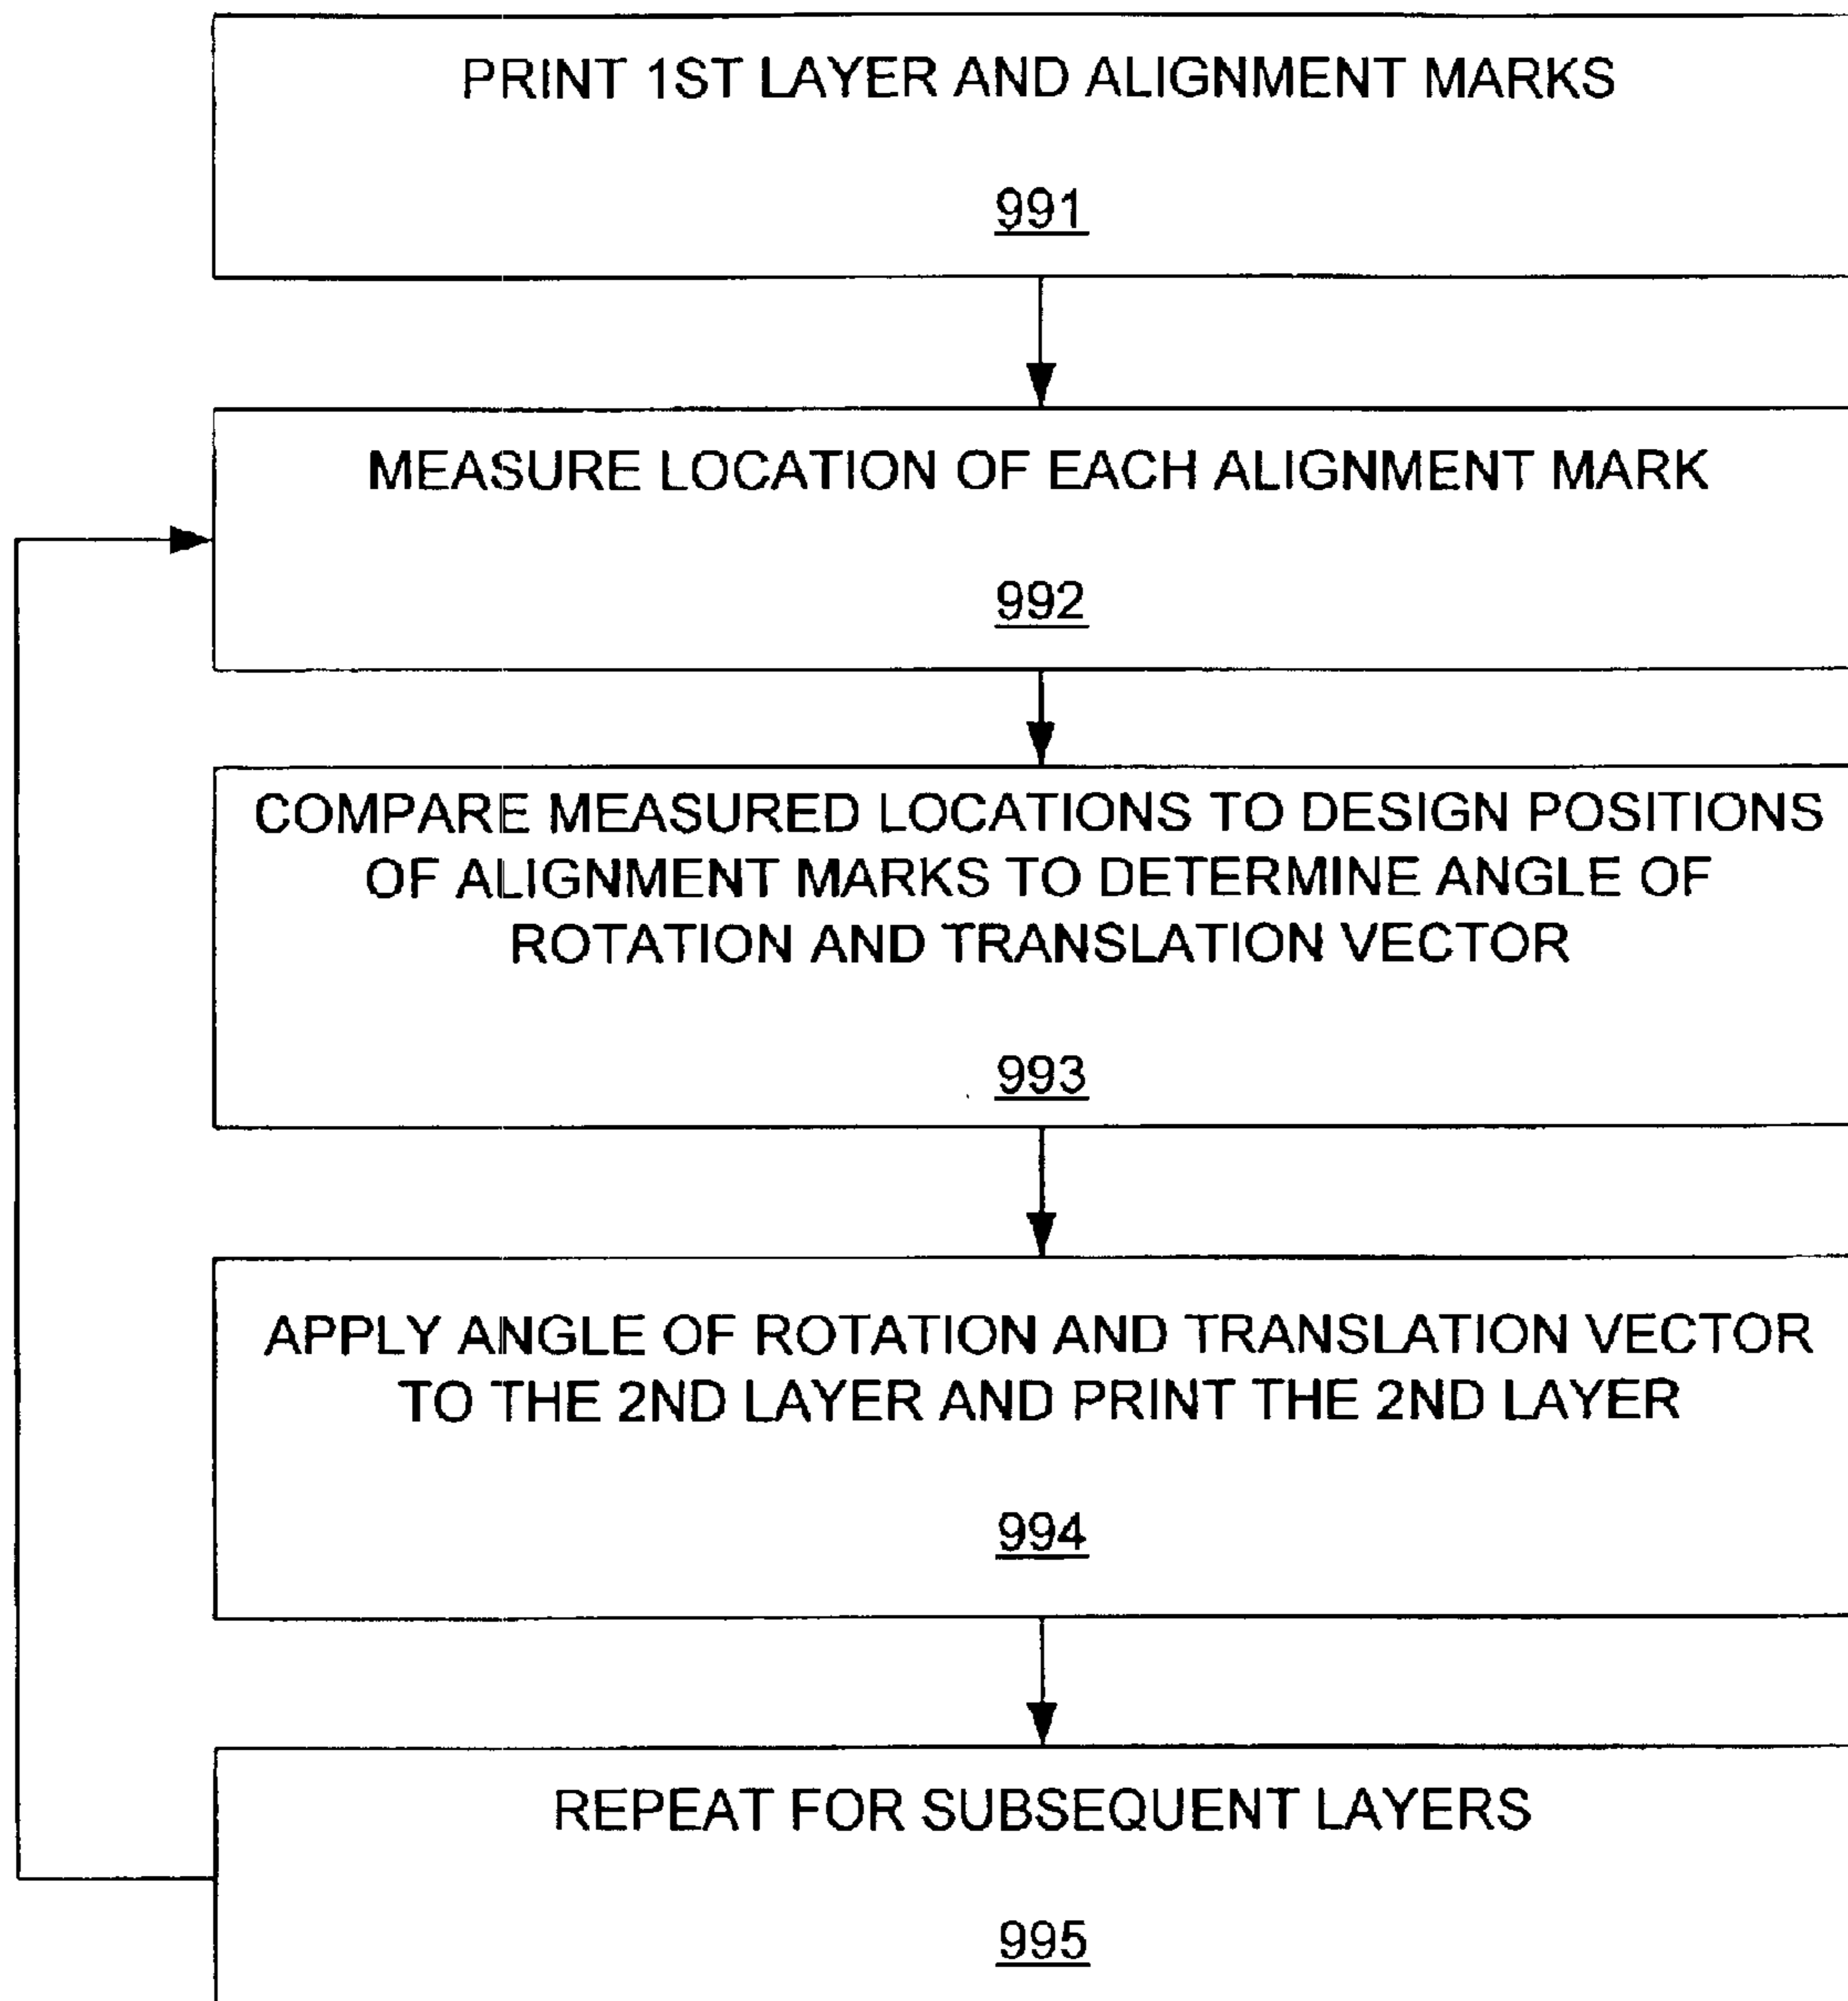 PRINT 1ST LAYER AND ALIGNMENT MARKS
991
MEASURE LOCATION OF EACH ALIGNMENT MARK
992
COMPARE MEASURED LOCATIONS TO DESIGN POSITIONS
OF ALIGNMENT MARKS TO DETERMINE ANGLE OF
ROTATION AND TRANSLATION VECTOR
993
APPLY ANGLE OF ROTATION AND TRANSLATION VECTOR
TO THE 2ND LAYER AND PRINT THE 2ND LAYER
994
REPEAT FOR SUBSEQUENT LAYERS
995